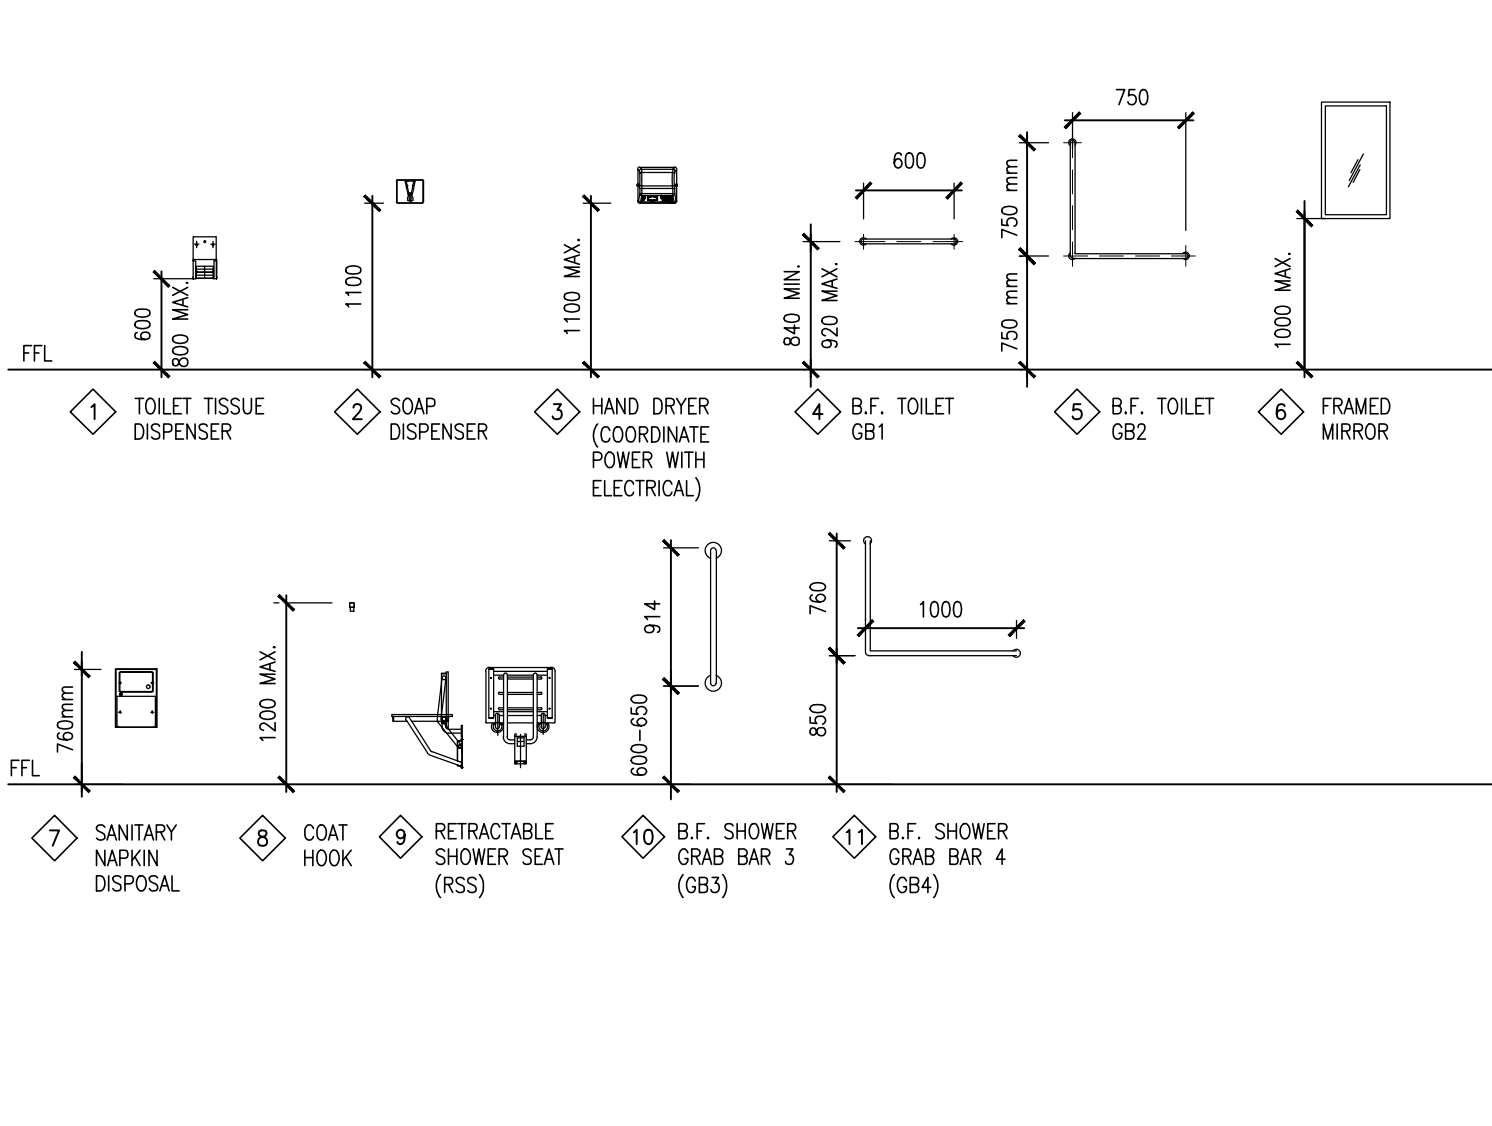 750
600
750 mm
600
800 MAX.
1100
1100 MAX.
840 MIN.
920 MAX.
750 mm
1000 MAX.
FFL
1 TOILET TISSUE
DISPENSER
2 SOAP
DISPENSER
3 HAND DRYER
(COORDINATE
POWER WITH
ELECTRICAL)
4 B.F. TOILET
GB1
5 B.F. TOILET
GB2
6 FRAMED
MIRROR
914
760
1000
760mm
1200 MAX.
600-650
850
FFL
7 SANITARY
NAPKIN
DISPOSAL
8 COAT
HOOK
9 RETRACTABLE
SHOWER SEAT
(RSS)
10 B.F. SHOWER
GRAB BAR 3
(GB3)
11 B.F. SHOWER
GRAB BAR 4
(GB4)